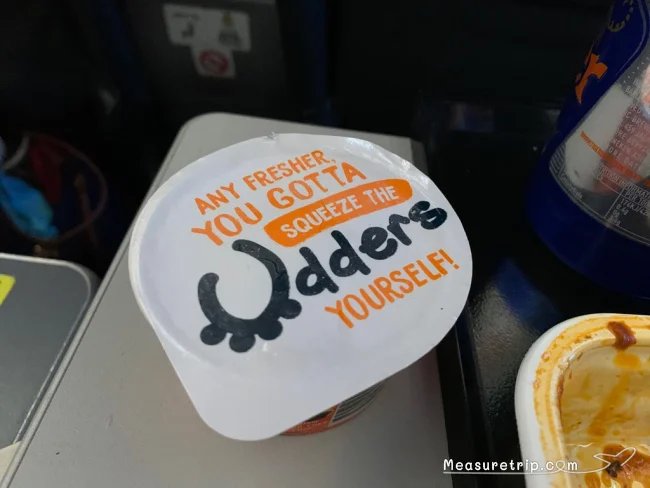 ANY FRESHER,
YOU GOTTA
SQUEEZE THE
Udders
YOURSELF!
Measuretrip.com